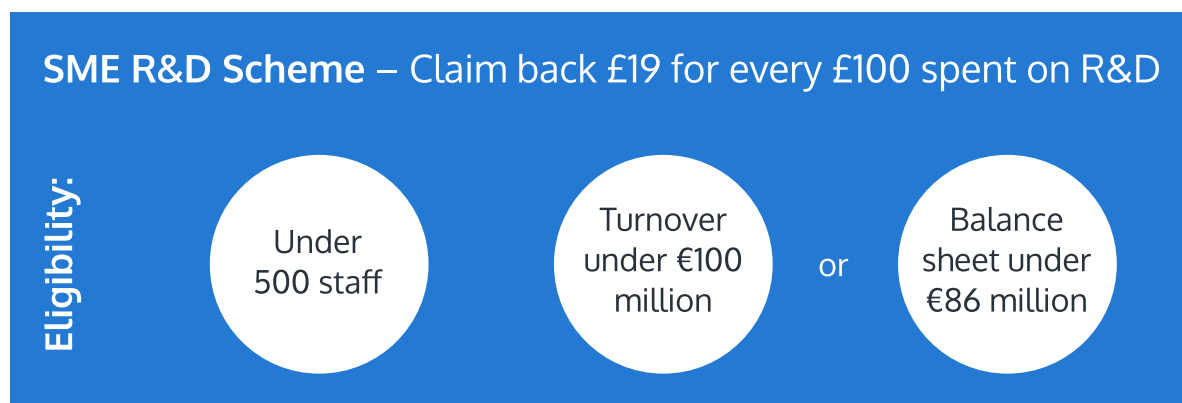 SME R&D Scheme – Claim back £19 for every £100 spent on R&D
Eligibility:
Under
500 staff
Turnover
under €100
million
or
Balance
sheet under
€86 million